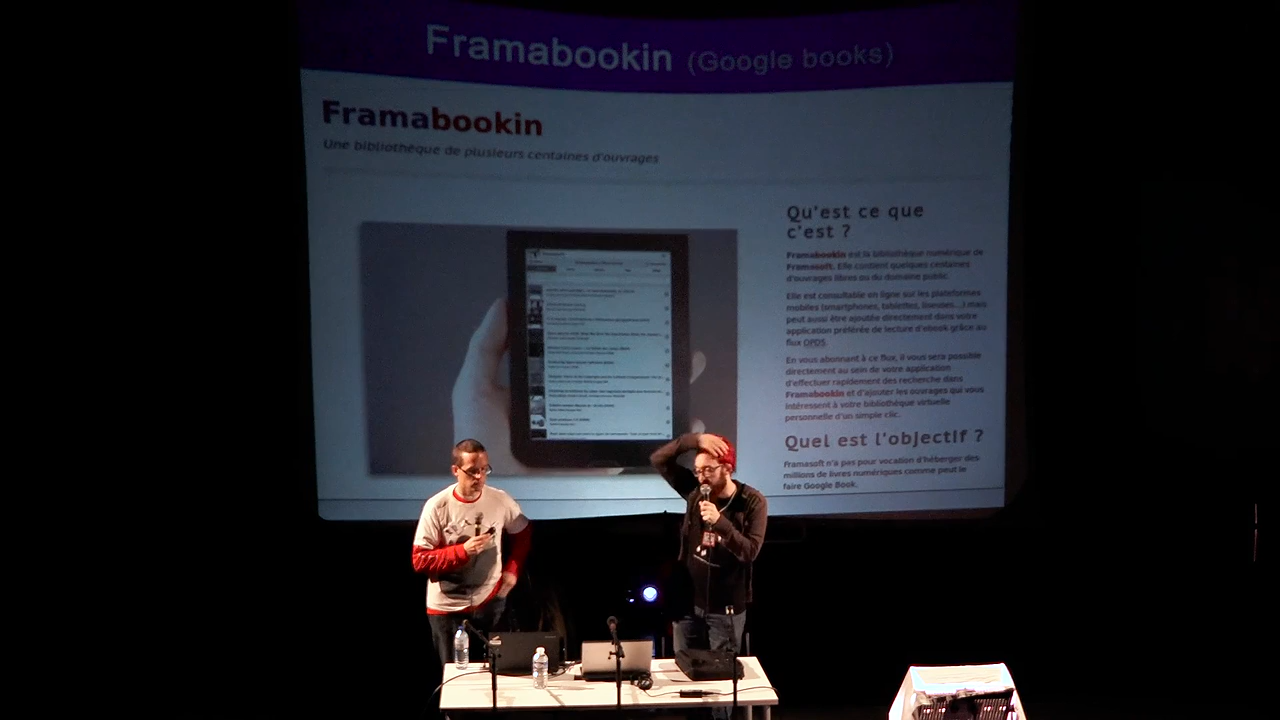 Framabookin (Google books)
Framabookin
Une bibliothèque de plusieurs centaines d'ouvrages
Qu'est ce que
c'est ?
Framabookin est la bibliothèque numérique de
Framasoft. Elle contient quelques centaines
d'ouvrages libres ou du domaine public.
Elle est consultable en ligne sur les plateformes
mobiles (smartphones, tablettes, liseuses...) mais
peut aussi être ajoutée directement dans votre
application préférée de lecture d'ebook grâce au
flux OPDS.
En vous abonnant à ce flux, il vous sera possible
directement au sein de votre application
d'effectuer rapidement des recherche dans
Framabookin et d'ajouter les ouvrages qui vous
intéressent à votre bibliothèque virtuelle
personnelle d'un simple clic.
Quel est l'objectif ?
Framasoft n'a pas pour vocation d'héberger des
millions de livres numériques comme peut le
faire Google Book.